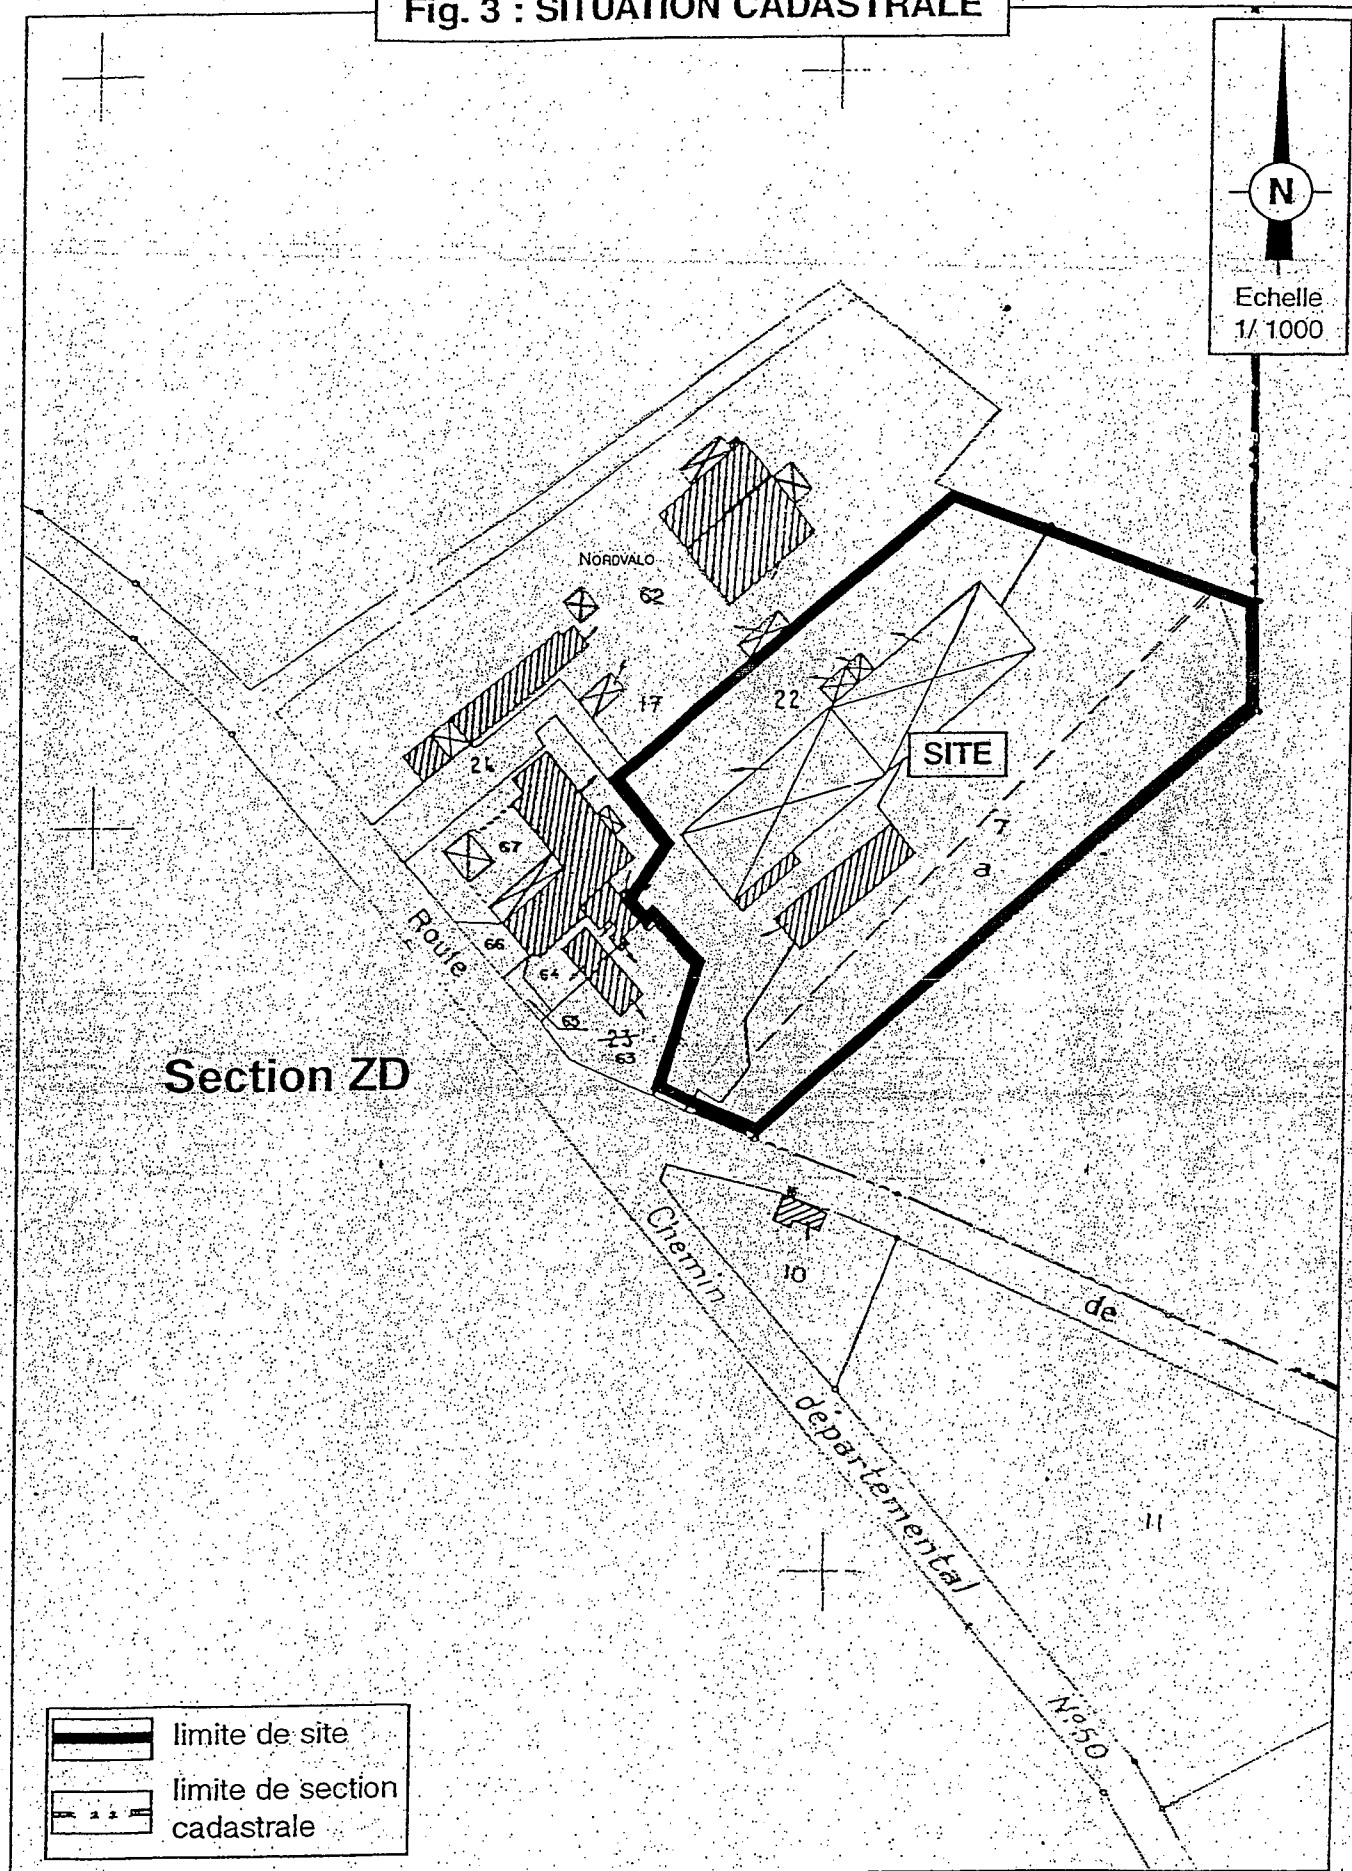 Fig. 3 : SITUATION CADASTRALE
N
Echelle
1/ 1000
NORDVALO
62
17
22
SITE
24
7
a
67
66
64
65
23
63
Route
Section ZD
Chemin
10
de
départemental
11
N°50
limite de site
limite de section
cadastrale